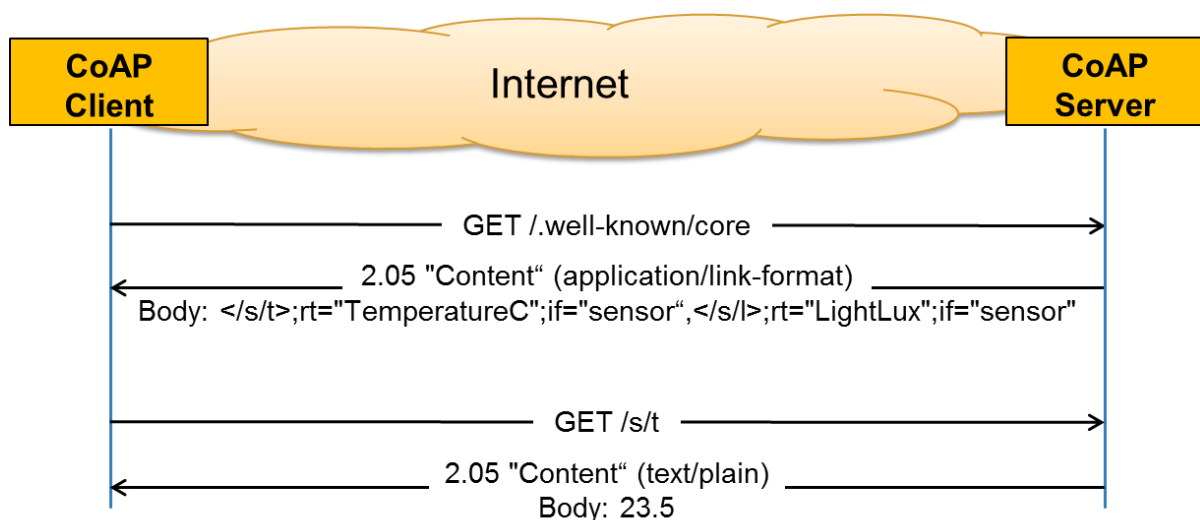 CoAP
Client
Internet
CoAP
Server
GET /.well-known/core
2.05 "Content“ (application/link-format)
Body: </s/t>;rt="TemperatureC";if="sensor“,</s/l>;rt="LightLux";if="sensor"
GET /s/t
2.05 "Content“ (text/plain)
Body: 23.5